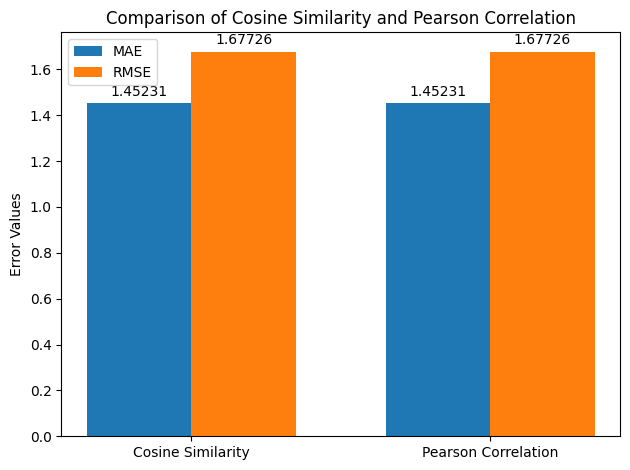 Comparison of Cosine Similarity and Pearson Correlation
MAE
RMSE
1.45231
1.67726
1.45231
1.67726
Error Values
1.6
1.4
1.2
1.0
0.8
0.6
0.4
0.2
0.0
Cosine Similarity
Pearson Correlation